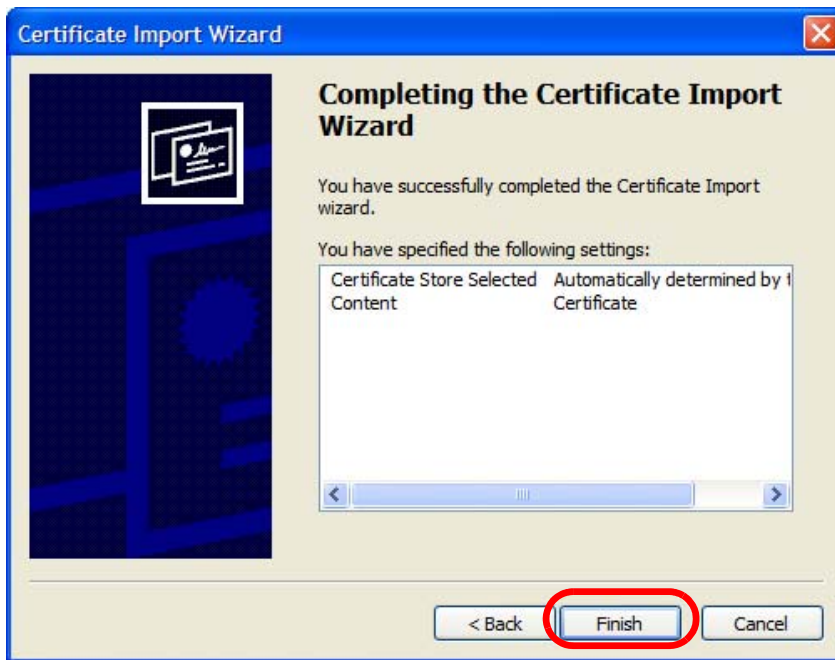 Certificate Import Wizard
Completing the Certificate Import
Wizard
You have successfully completed the Certificate Import
wizard.
You have specified the following settings:
Certificate Store Selected Automatically determined by t
Content Certificate
< Back Finish Cancel